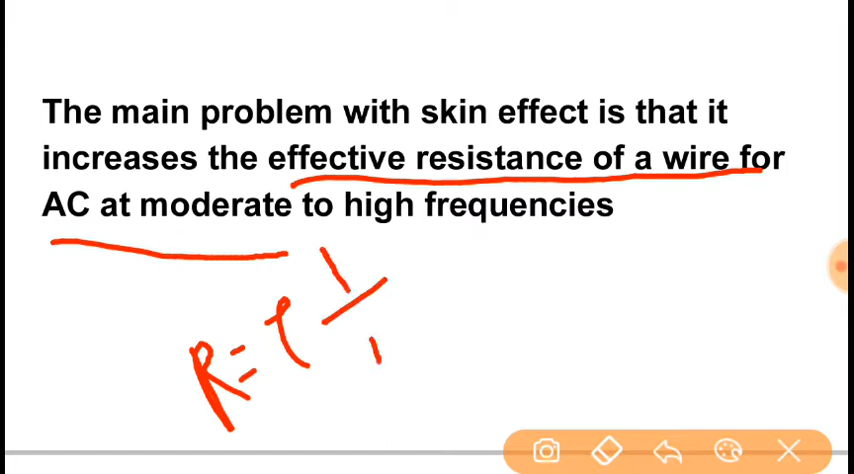 The main problem with skin effect is that it
increases the effective resistance of a wire for
AC at moderate to high frequencies
R=